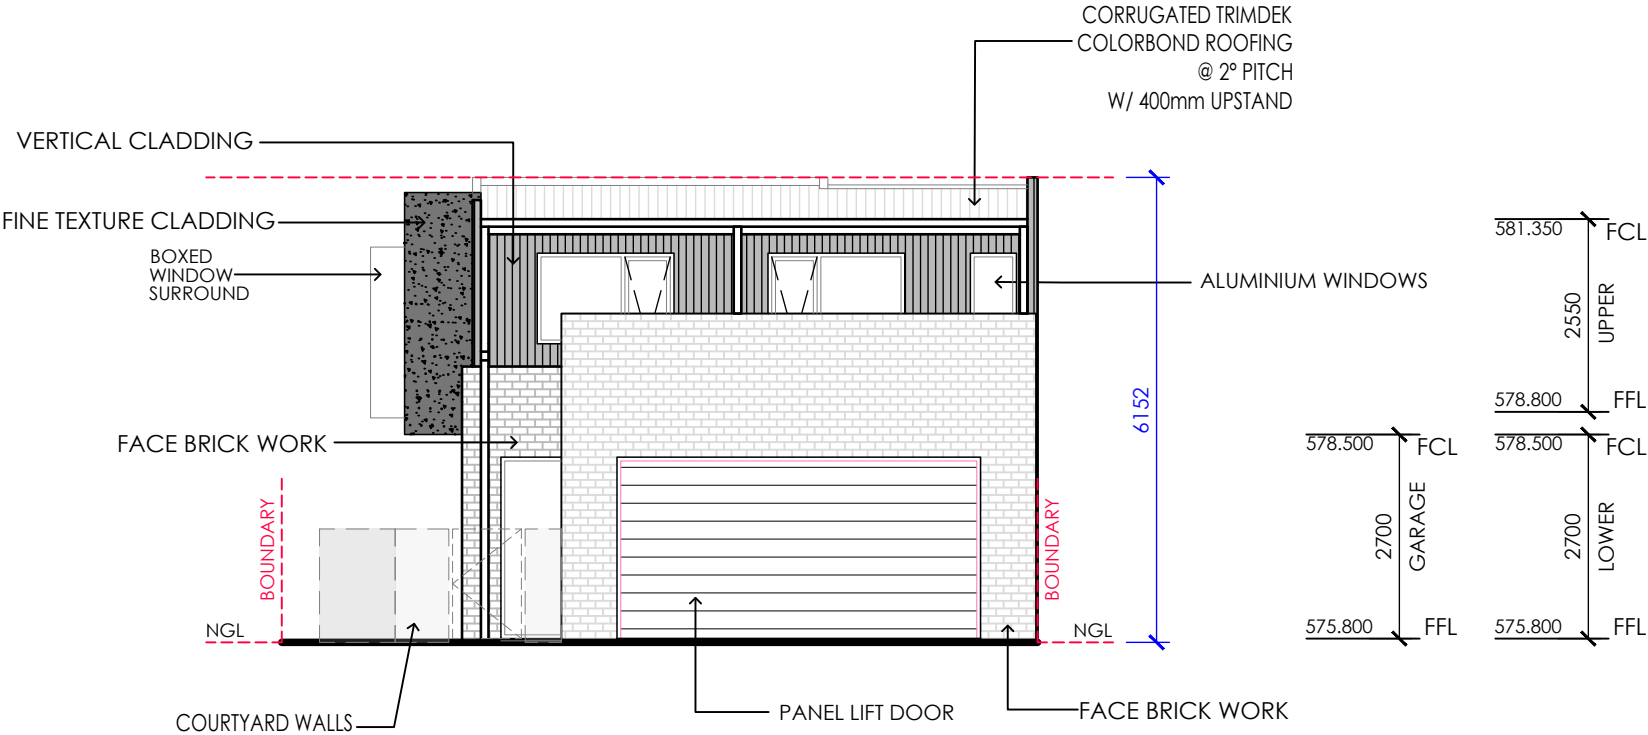 CORRUGATED TRIMDEK
COLORBOND ROOFING
@ 2° PITCH
W/ 400mm UPSTAND
VERTICAL CLADDING
FINE TEXTURE CLADDING
BOXED
WINDOW
SURROUND
ALUMINIUM WINDOWS
FACE BRICK WORK
BOUNDARY
NGL
COURTYARD WALLS
PANEL LIFT DOOR
FACE BRICK WORK
BOUNDARY
NGL
6152
578.500 FCL
2700
GARAGE
575.800 FFL
581.350 FCL
2550
UPPER
578.800 FFL
578.500 FCL
2700
LOWER
575.800 FFL